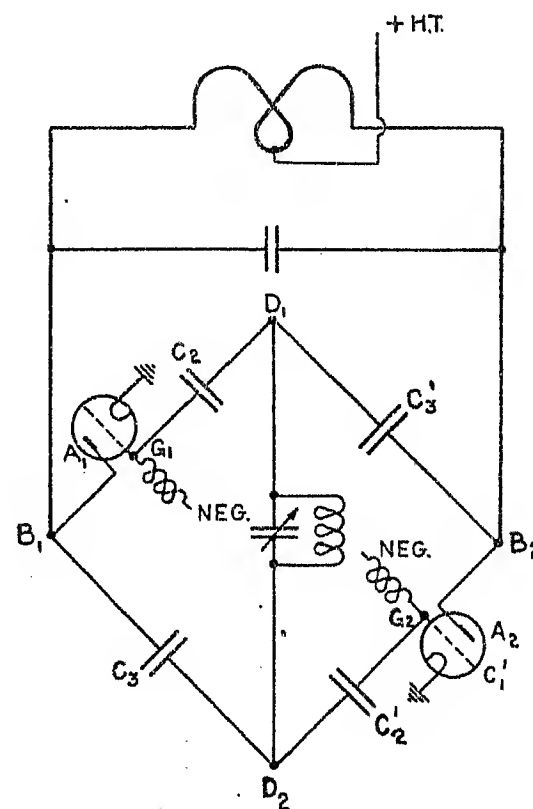 + H.T.
D₁
C₂
C₃'
A₁
G₁
NEG.
B₁
B₂
NEG.
G₂
A₂
C₁'
C₃
C₂'
D₂